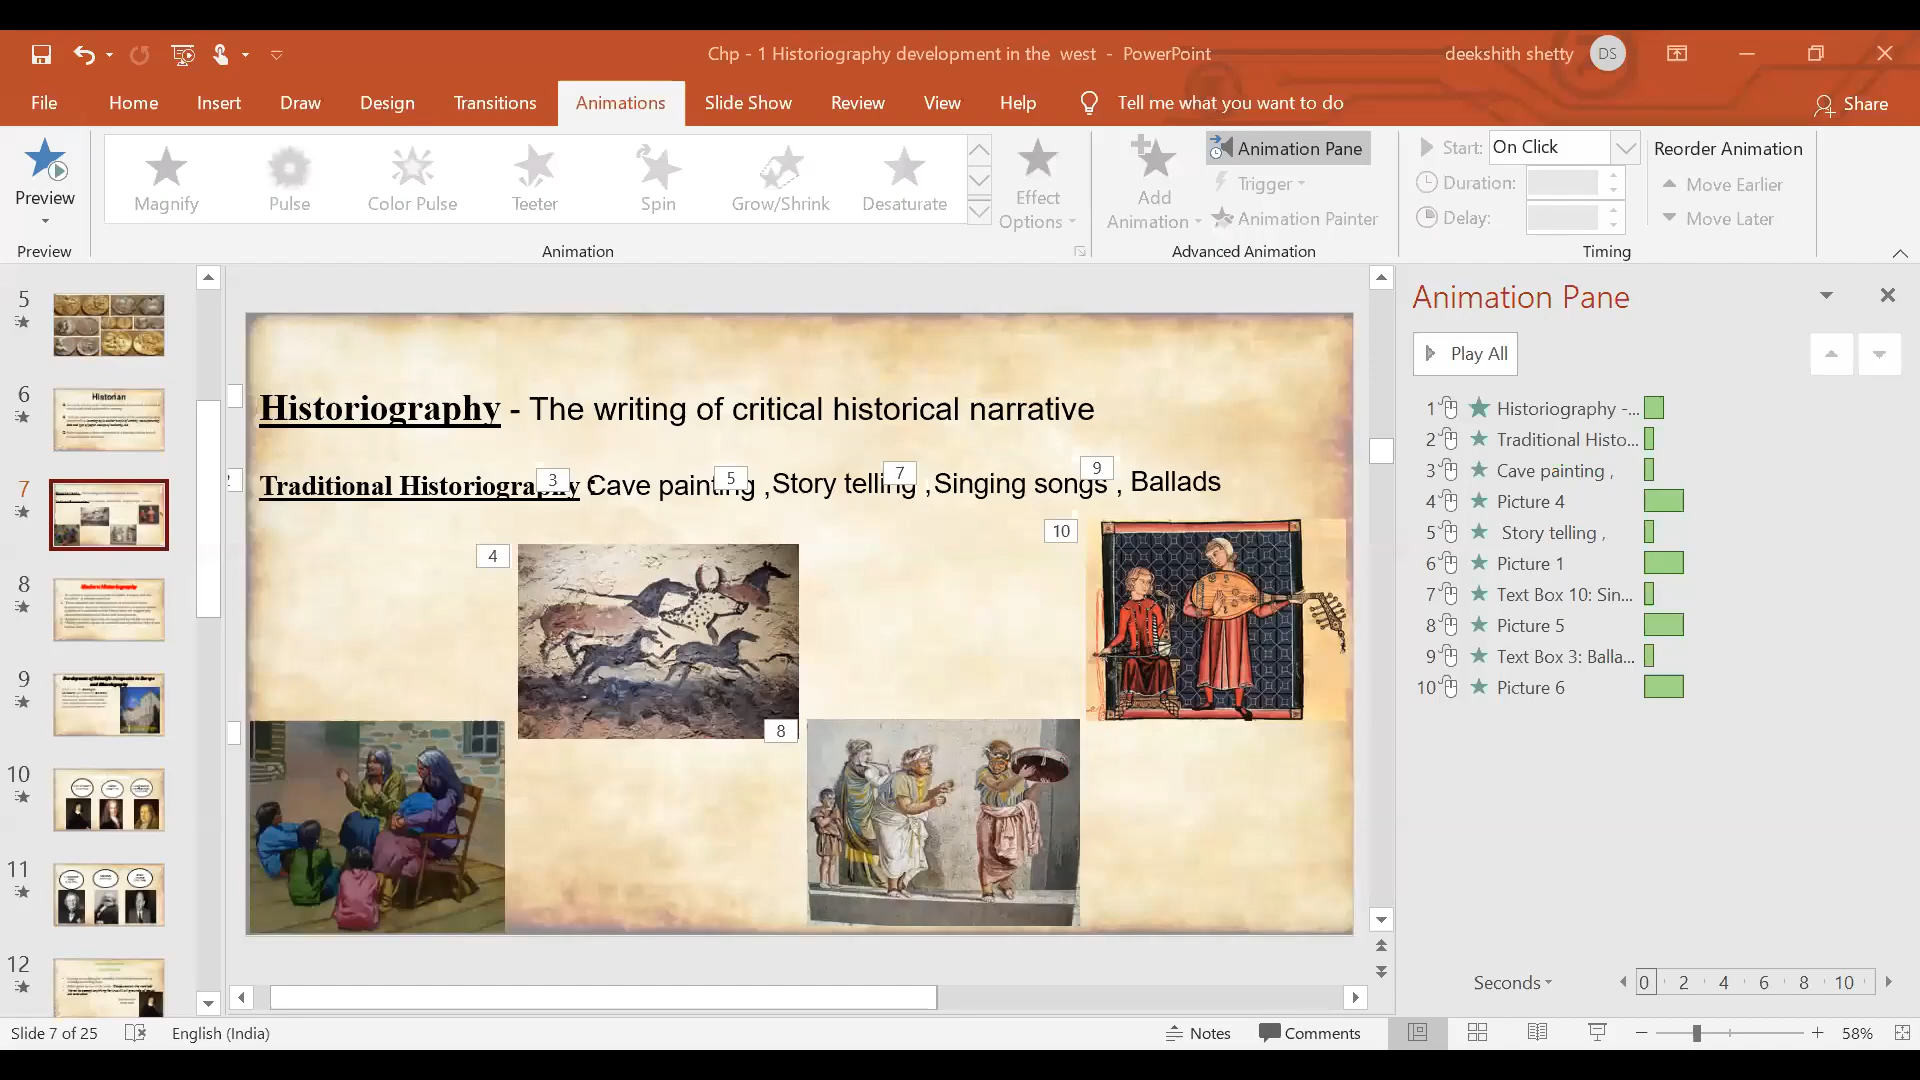 Chp - 1 Historiography development in the west - PowerPoint
deekshith shetty
DS
File
Home
Insert
Draw
Design
Transitions
Animations
Slide Show
Review
View
Help
Tell me what you want to do
Share
Preview
Magnify
Pulse
Color Pulse
Teeter
Spin
Grow/Shrink
Desaturate
Effect
Options
Add
Animation
Animation Pane
Trigger
Animation Painter
Start:
On Click
Duration:
Delay:
Reorder Animation
Move Earlier
Move Later
Preview
Animation
Advanced Animation
Timing
5
6
Historian
7
8
9
10
11
12
Historiography - The writing of critical historical narrative
Traditional Historiography : Cave painting , Story telling , Singing songs , Ballads
3
5
7
9
4
10
8
Animation Pane
Play All
1 Historiography -...
2 Traditional Histo...
3 Cave painting ,
4 Picture 4
5 Story telling ,
6 Picture 1
7 Text Box 10: Sin...
8 Picture 5
9 Text Box 3: Balla...
10 Picture 6
Seconds
0 2 4 6 8 10
Slide 7 of 25
English (India)
Notes
Comments
58%